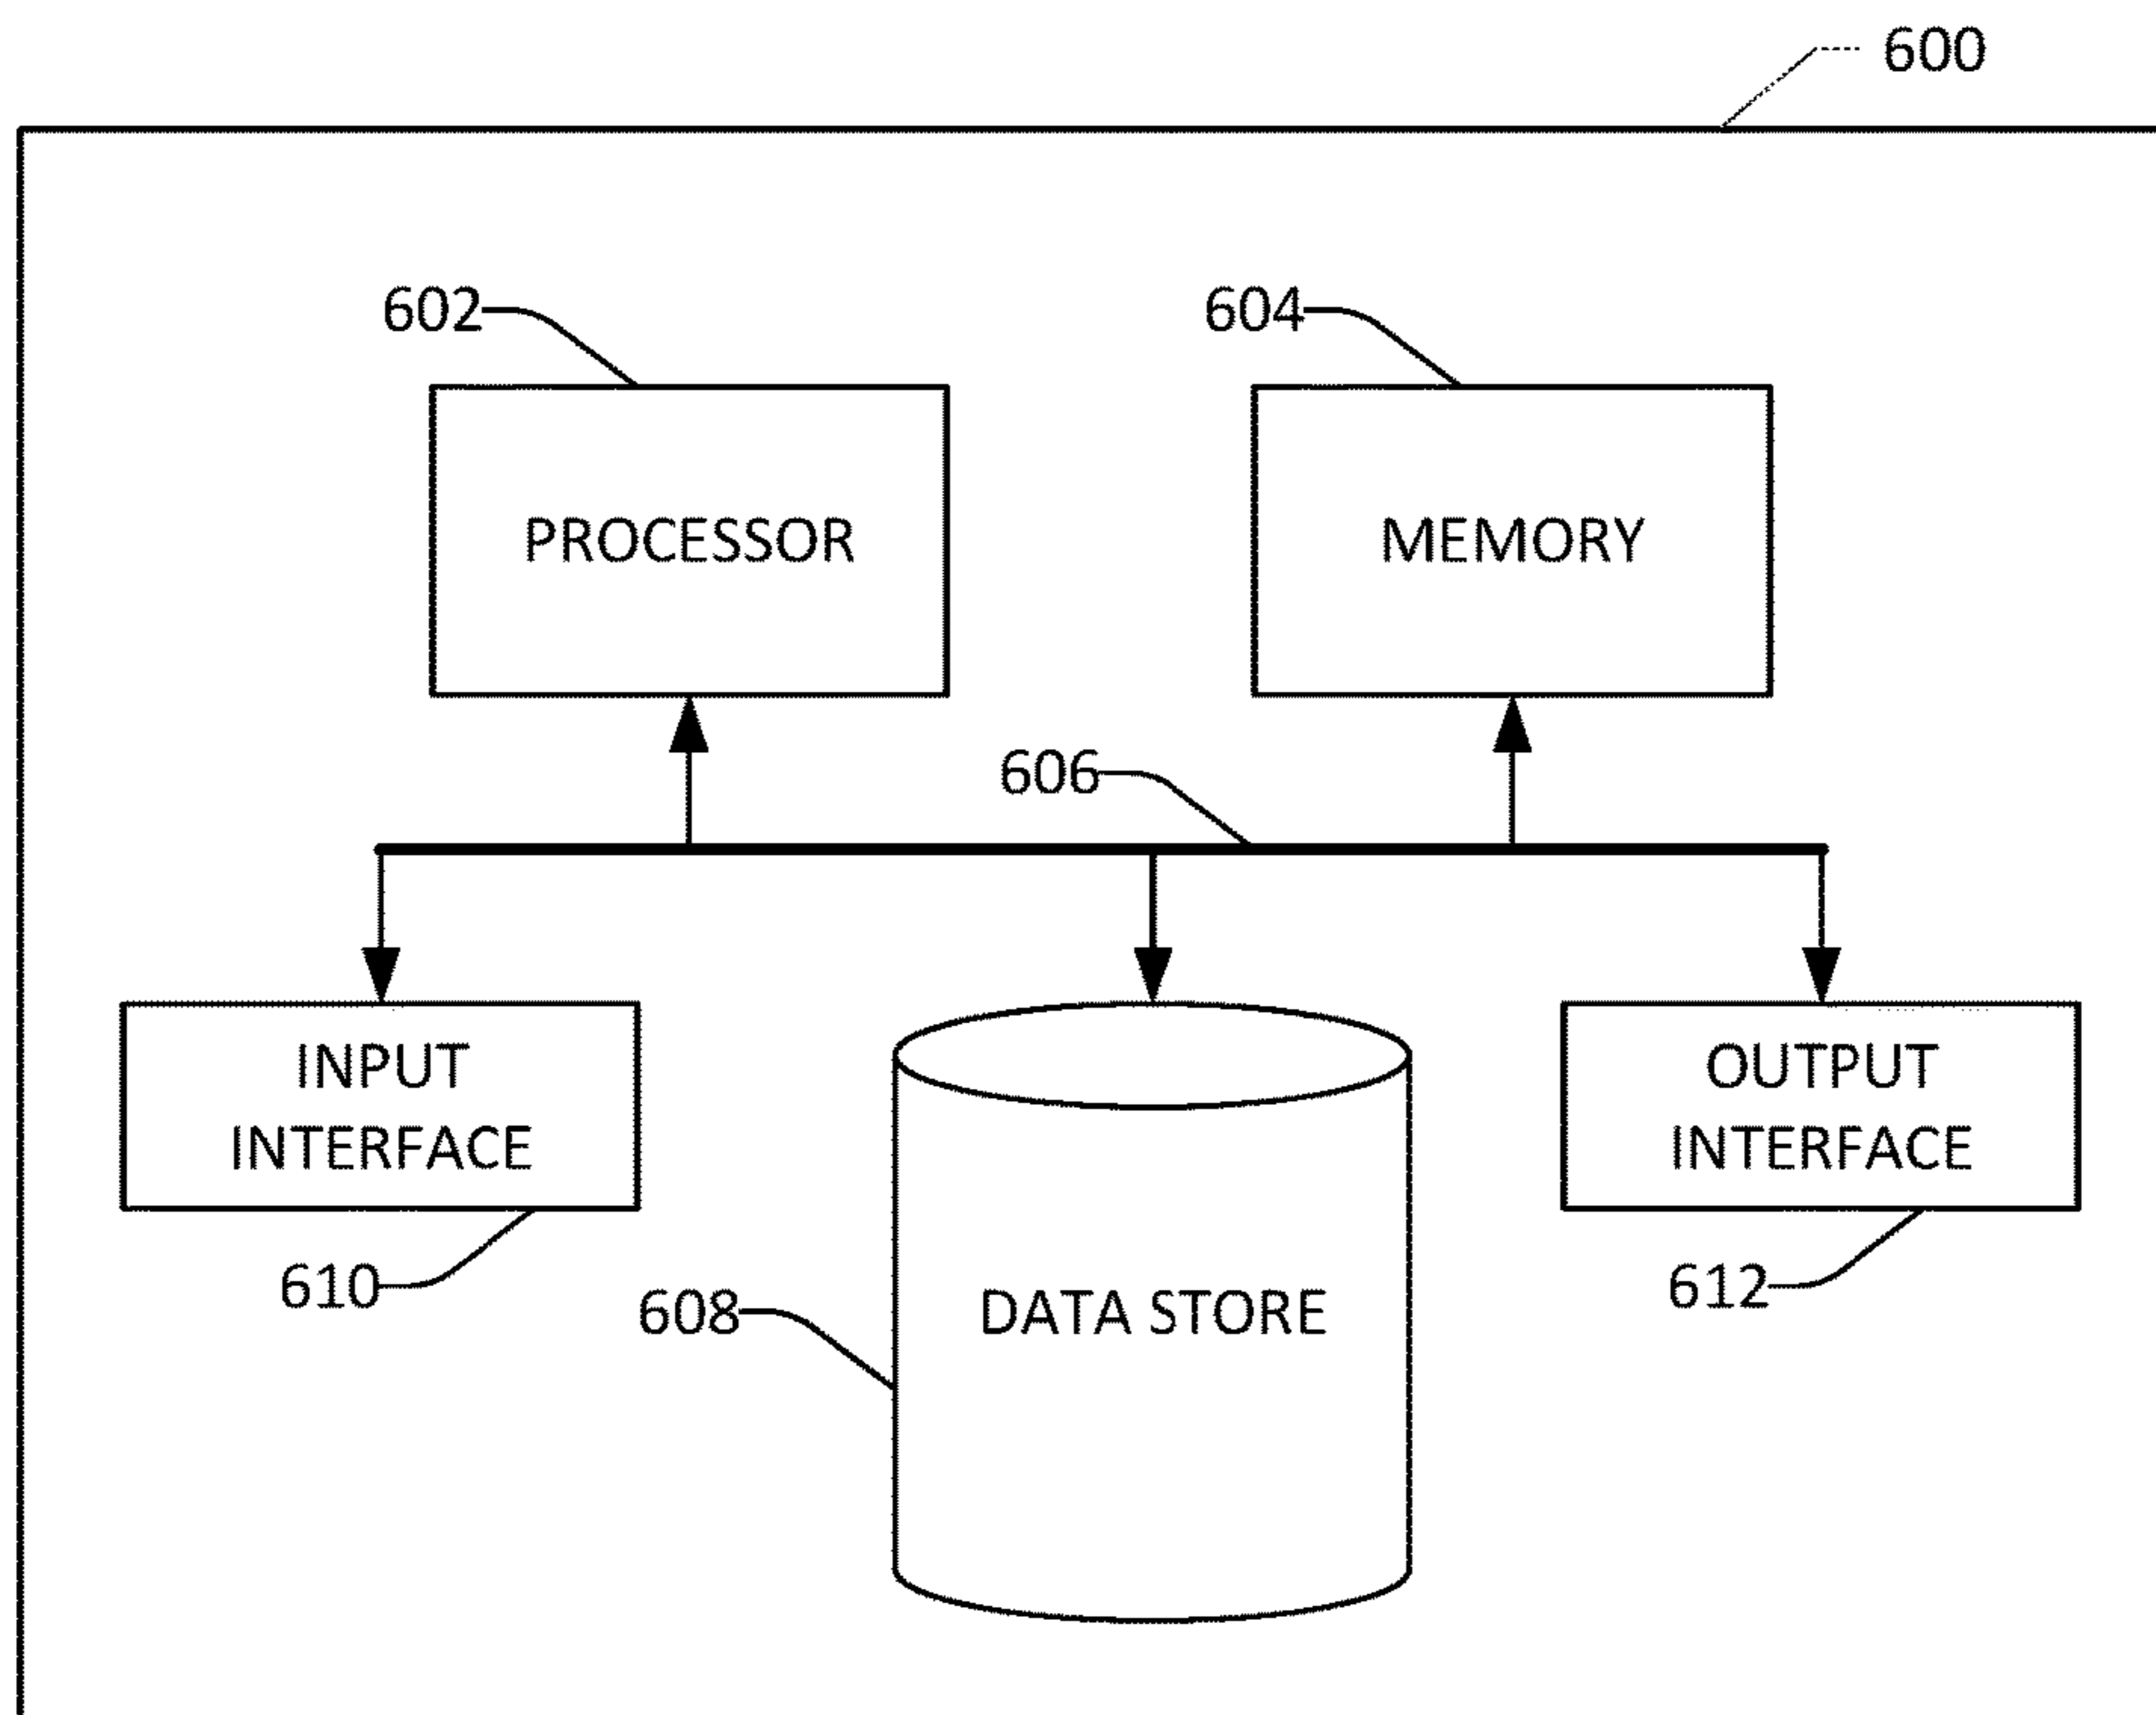 600
602
604
PROCESSOR
MEMORY
606
INPUT
INTERFACE
OUTPUT
INTERFACE
610
608
DATA STORE
612